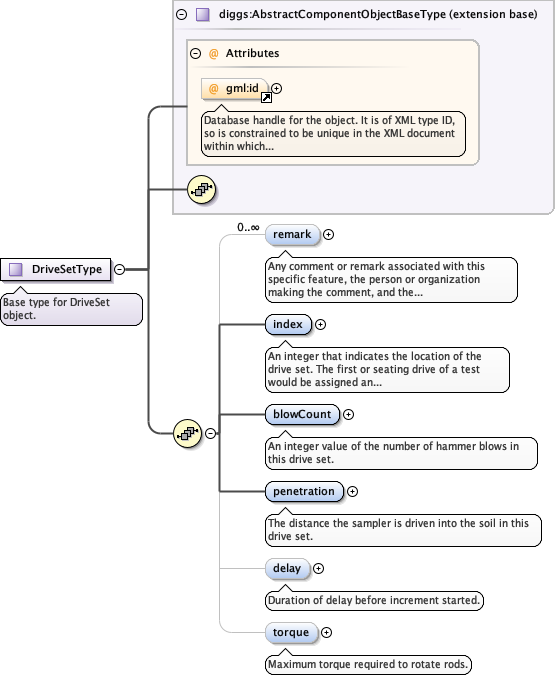 diggs:AbstractComponentObjectBaseType (extension base)
@ Attributes
@ gml:id
Database handle for the object. It is of XML type ID,
so is constrained to be unique in the XML document
within which...
DriveSetType
Base type for DriveSet
object.
0..∞
remark
Any comment or remark associated with this
specific feature, the person or organization
making the comment, and the...
index
An integer that indicates the location of the
drive set. The first or seating drive of a test
would be assigned an...
blowCount
An integer value of the number of hammer blows in
this drive set.
penetration
The distance the sampler is driven into the soil in this
drive set.
delay
Duration of delay before increment started.
torque
Maximum torque required to rotate rods.